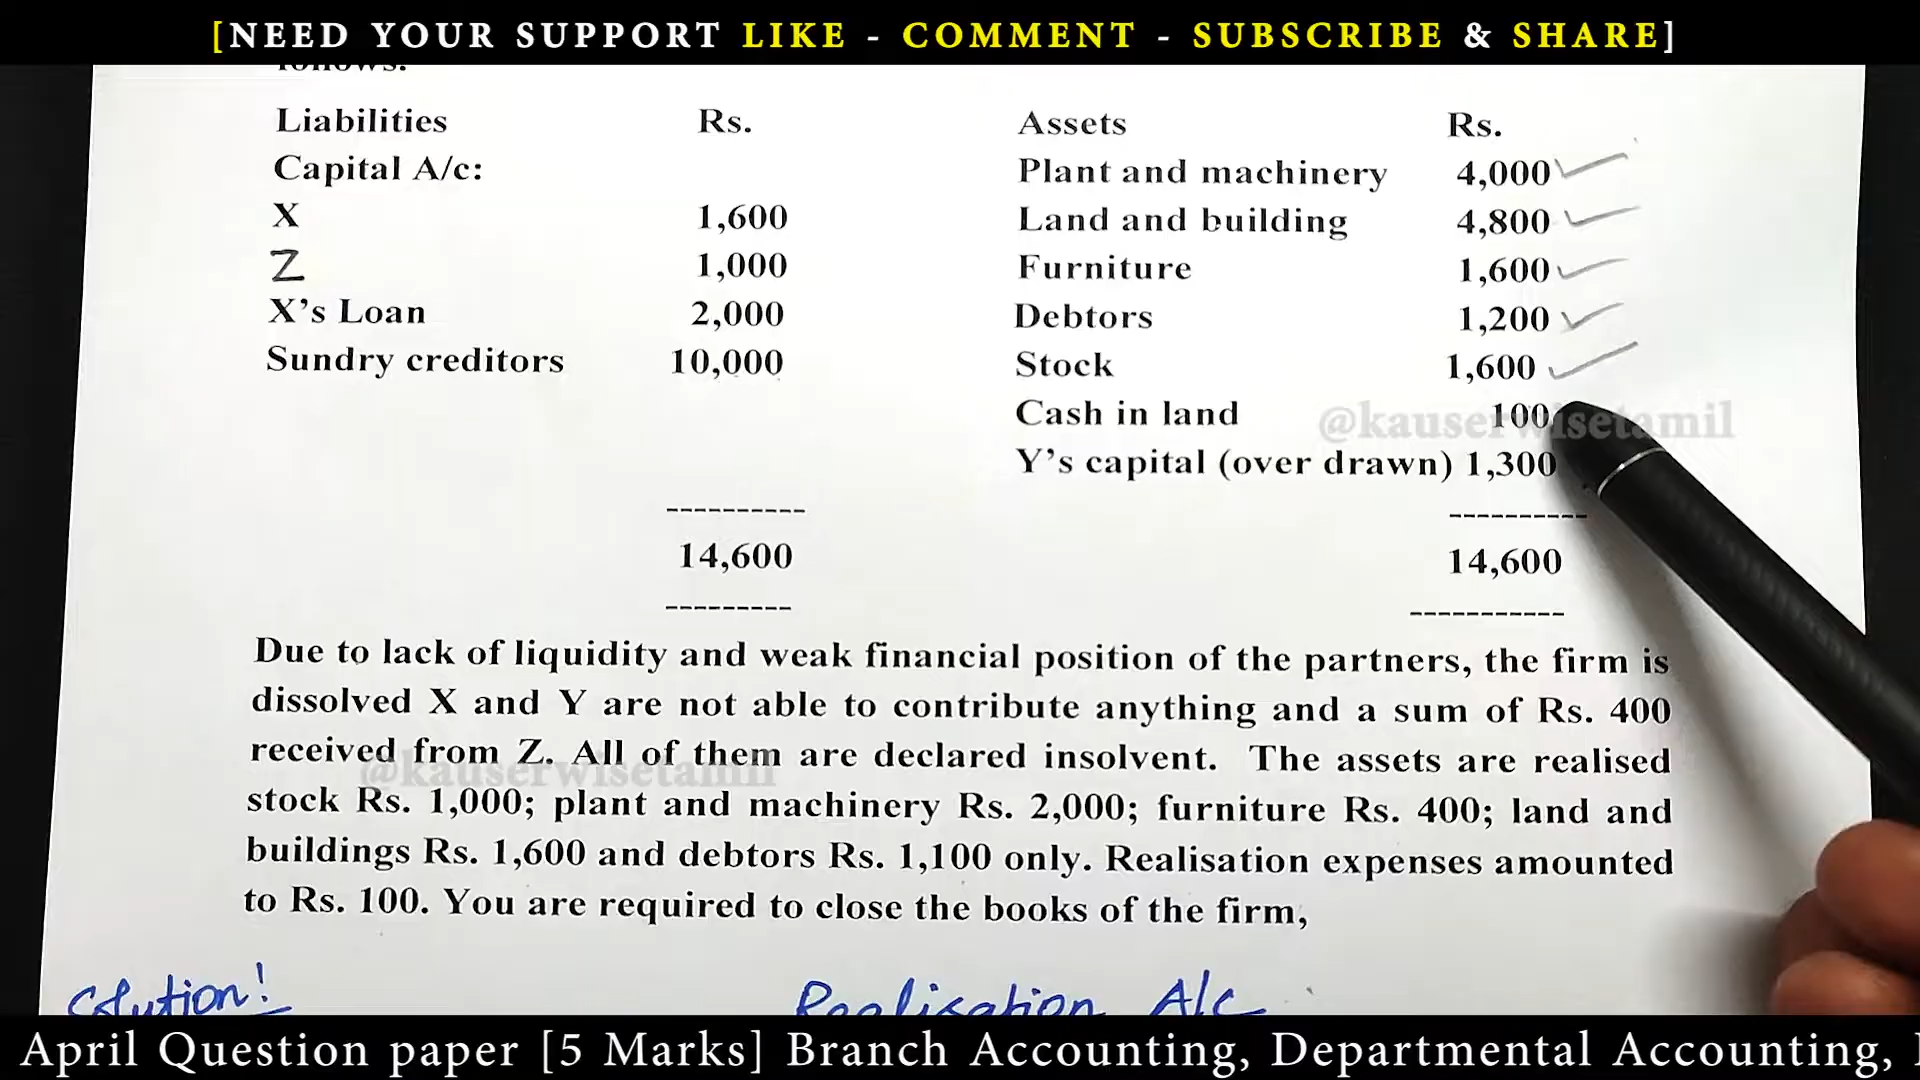 [NEED YOUR SUPPORT LIKE - COMMENT - SUBSCRIBE & SHARE]
follows:
Liabilities Rs. Assets Rs.
Capital A/c: Plant and machinery 4,000
X 1,600 Land and building 4,800
Z 1,000 Furniture 1,600
X's Loan 2,000 Debtors 1,200
Sundry creditors 10,000 Stock 1,600
Cash in land 100
@kauserwisetamil
Y's capital (over drawn) 1,300
14,600 14,600
Due to lack of liquidity and weak financial position of the partners, the firm is
dissolved X and Y are not able to contribute anything and a sum of Rs. 400
received from Z. All of them are declared insolvent. The assets are realised
@kauserwisetamil
stock Rs. 1,000; plant and machinery Rs. 2,000; furniture Rs. 400; land and
buildings Rs. 1,600 and debtors Rs. 1,100 only. Realisation expenses amounted
to Rs. 100. You are required to close the books of the firm,
Solution! Realisation A/c
April Question paper [5 Marks] Branch Accounting, Departmental Accounting,